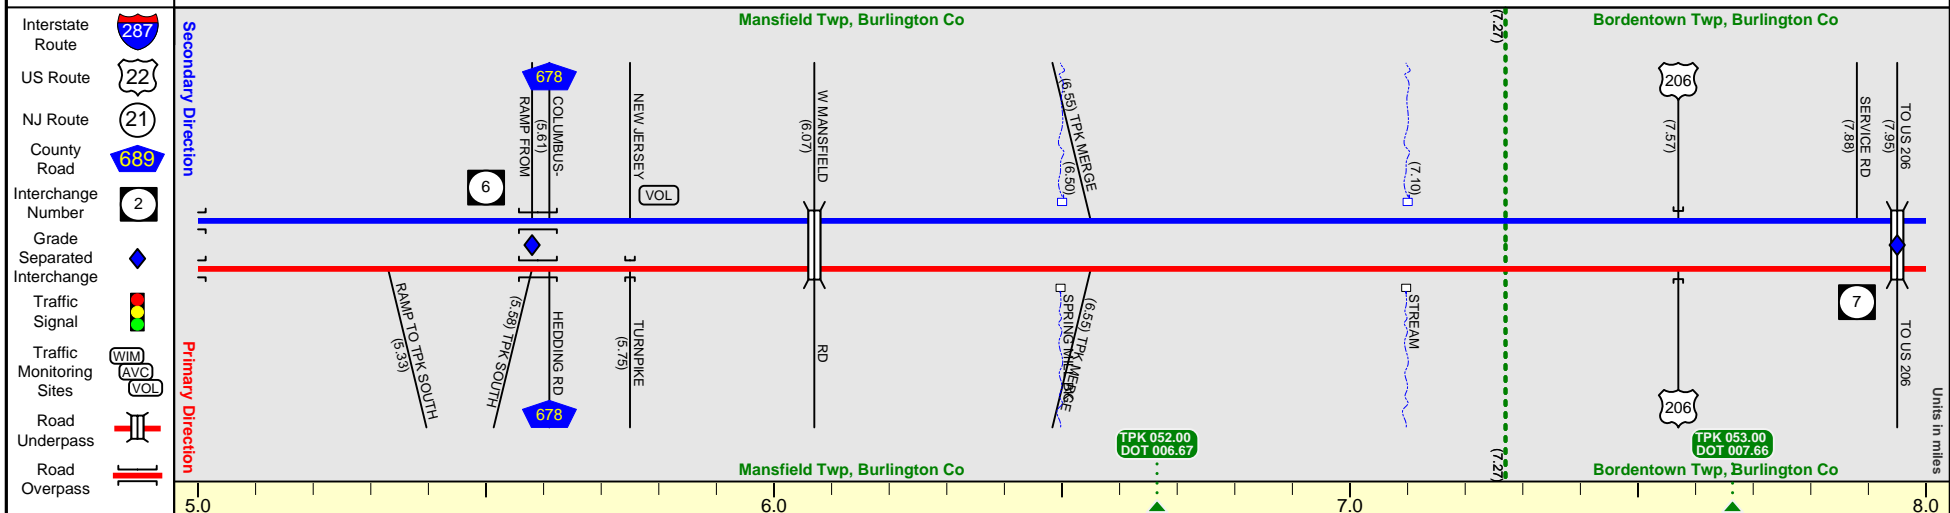 Interstate
Route
287
US Route
22
NJ Route
21
County
Road
689
Interchange
Number
2
Grade
Separated
Interchange
Traffic
Signal
Traffic
Monitoring
Sites
WIM
AVC
VOL
Road
Underpass
Road
Overpass
Secondary Direction
Primary Direction
Mansfield Twp, Burlington Co
(7.27)
Bordentown Twp, Burlington Co
678
RAMP FROM
(5.61)
COLUMBUS-
6
NEW JERSEY
VOL
(6.07)
W MANSFIELD
(6.55) TPK MERGE
(6.50)
(7.10)
206
(7.57)
(7.88)
SERVICE RD
(7.95)
TO US 206
RAMP TO TPK SOUTH
(5.33)
(5.58) TPK SOUTH
HEDDING RD
678
(5.75)
TURNPIKE
RD
SPRING MILL
(6.55) TPK MERGE
STREAM
206
7
TO US 206
TPK 052.00
DOT 006.67
TPK 053.00
DOT 007.66
Mansfield Twp, Burlington Co
(7.27)
Bordentown Twp, Burlington Co
Units in miles
5.0
6.0
7.0
8.0